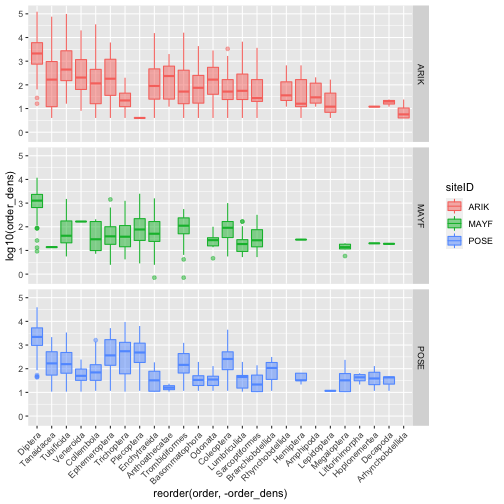 5
4
3
2
1
0
ARIK
log10(order_dens)
5
4
3
2
1
0
MAYF
5
4
3
2
1
0
POSE
siteID
ARIK
MAYF
POSE
Diptera
Tanaidacea
Tubificida
Veneroida
Collembola
Ephemeroptera
Trichoptera
Plecoptera
Enchytraeida
Anthoathecatae
Trombidiformes
Basommatophora
Odonata
Coleoptera
Lumbriculida
Sarcoptiformes
Branchiobdellida
Rhynchobdellida
Hemiptera
Amphipoda
Lepidoptera
Megaloptera
Littorinimorpha
Hoplonemertea
Decapoda
Arhynchobdellida
reorder(order, -order_dens)